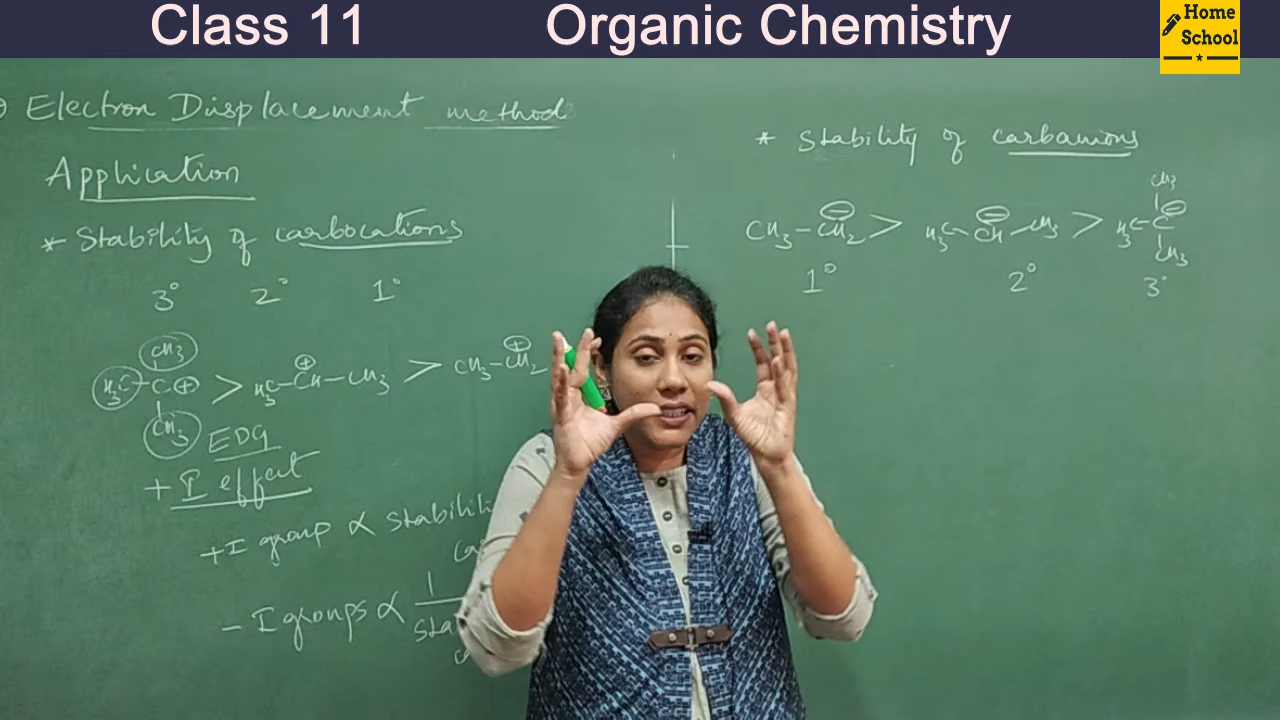 Class 11
Organic Chemistry
Home
School
Electron Displacement method
Application
* Stability of carbocations
3° 2° 1°
CH3
H3C-C⊕ > H3C-CH-CH3 > CH3-CH2
⊕ ⊕
CH3
EDG
+I effect
+I group ∝ stabiliti
- I groups ∝ 1
sta
* Stability of carbanions
CH3
CH3-CH2 > H3C-CH-CH3 > H3C-C
⊖ ⊖ ⊖
CH3
1° 2° 3°